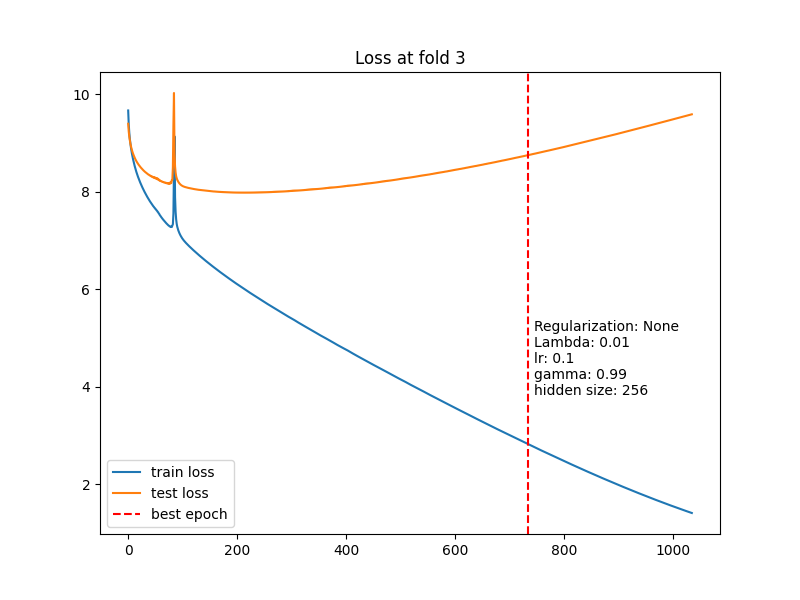 Loss at fold 3
10
8
6
4
2
Regularization: None
Lambda: 0.01
lr: 0.1
gamma: 0.99
hidden size: 256
train loss
test loss
best epoch
0 200 400 600 800 1000